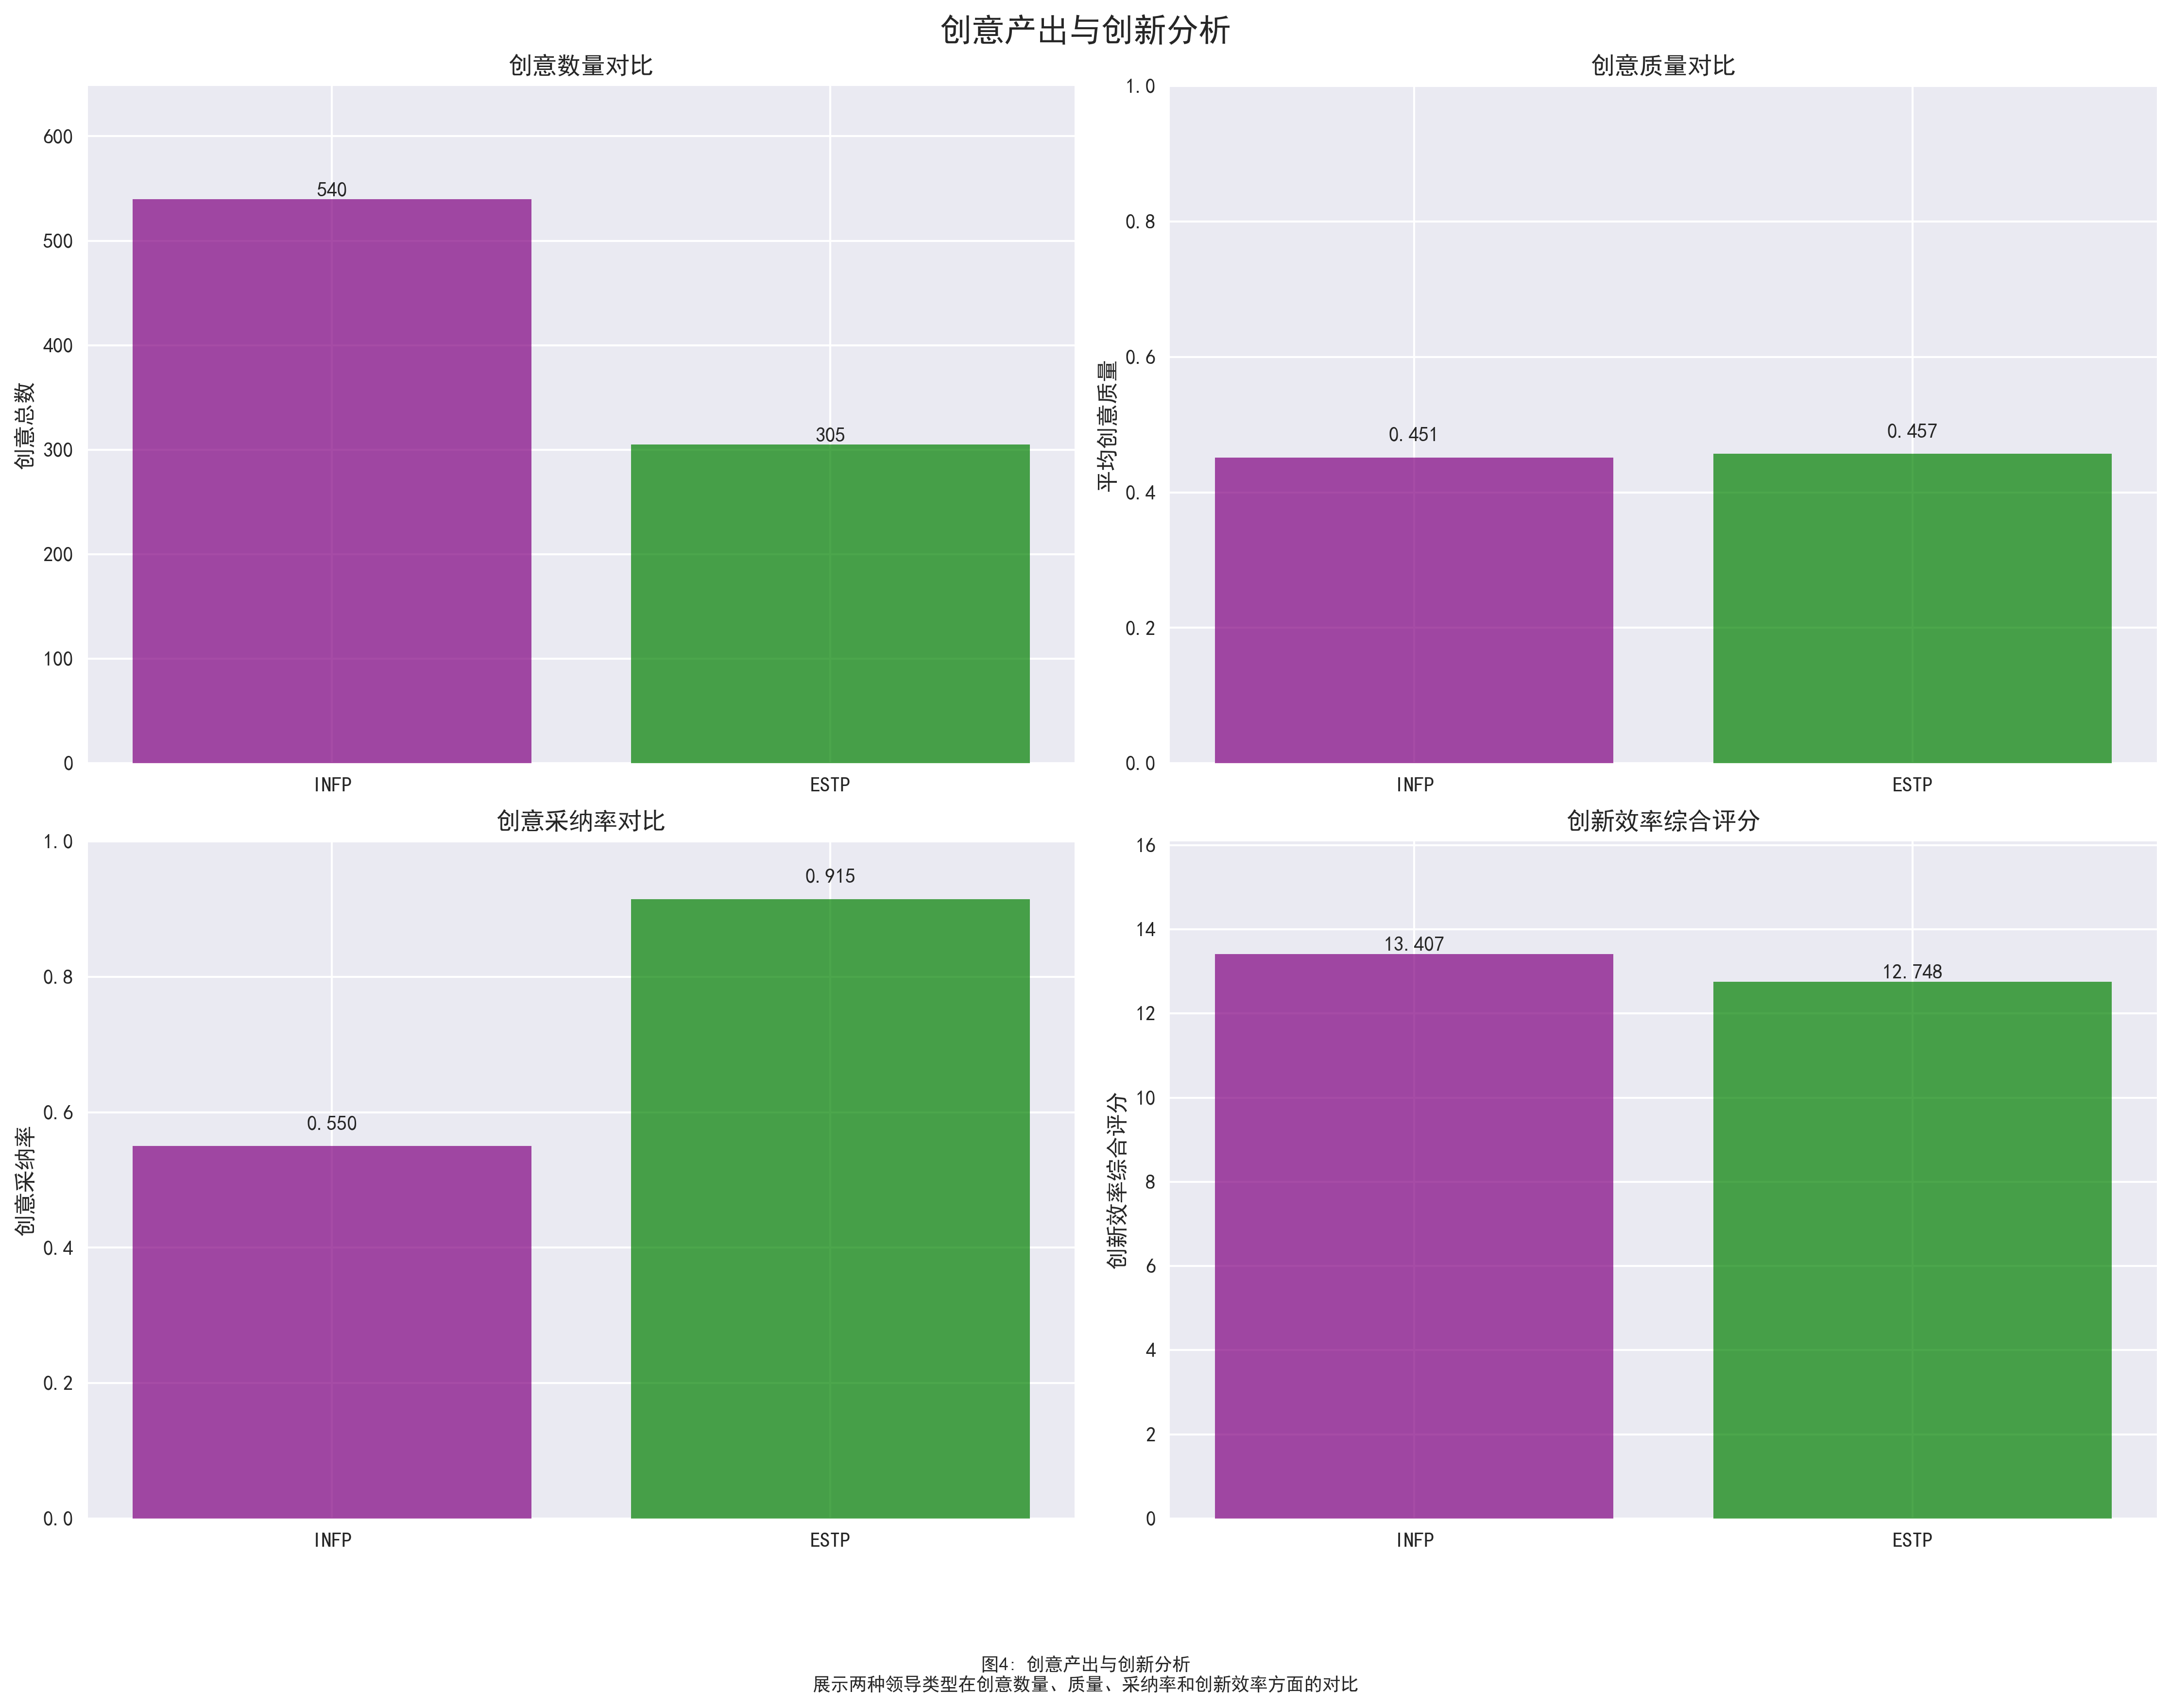 创意产出与创新分析
创意数量对比
创意总数
600
500
400
300
200
100
0
540
305
INFP
ESTP
创意质量对比
平均创意质量
1.0
0.8
0.6
0.4
0.2
0.0
0.451
0.457
INFP
ESTP
创意采纳率对比
创意采纳率
1.0
0.8
0.6
0.4
0.2
0.0
0.550
0.915
INFP
ESTP
创新效率综合评分
创新效率综合评分
16
14
12
10
8
6
4
2
0
13.407
12.748
INFP
ESTP
图4: 创意产出与创新分析
展示两种领导类型在创意数量、质量、采纳率和创新效率方面的对比